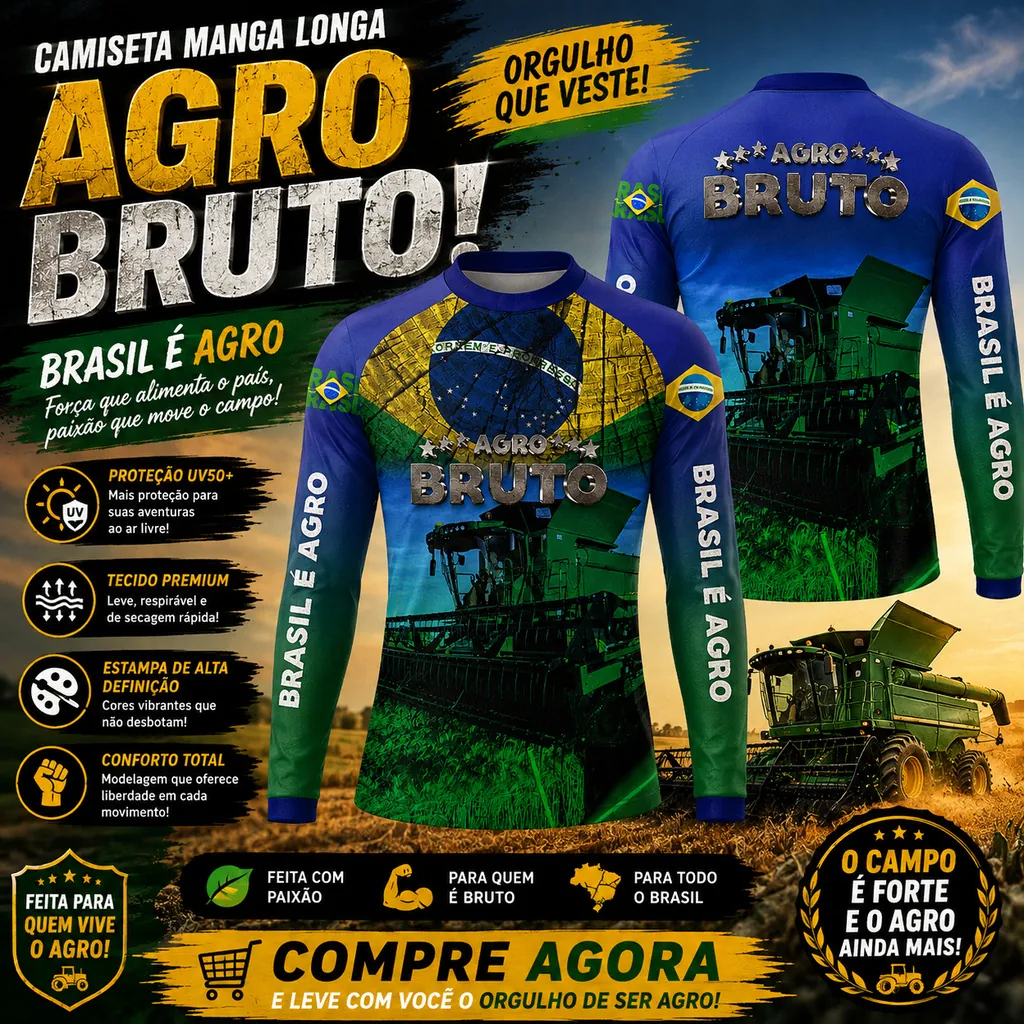 CAMISETA MANGA LONGA
AGRO
BRUTO!
ORGULHO
QUE VESTE!
BRASIL É AGRO
Força que alimenta o país,
paixão que move o campo!
PROTEÇÃO UV50+
Mais proteção para
suas aventuras
ao ar livre!
UV
TECIDO PREMIUM
Leve, respirável e
de secagem rápida!
ESTAMPA DE ALTA
DEFINIÇÃO
Cores vibrantes que
não desbotam!
CONFORTO TOTAL
Modelagem que oferece
liberdade em cada
movimento!
AGRO
BRUTO
BRASIL É AGRO
AGRO
BRUTO
BRASIL É AGRO
BRASIL É AGRO
FEITA PARA
QUEM VIVE
O AGRO!
FEITA COM
PAIXÃO
PARA QUEM
É BRUTO
PARA TODO
O BRASIL
O CAMPO
É FORTE
E O AGRO
AINDA MAIS!
COMPRE AGORA
E LEVE COM VOCÊ O ORGULHO DE SER AGRO!